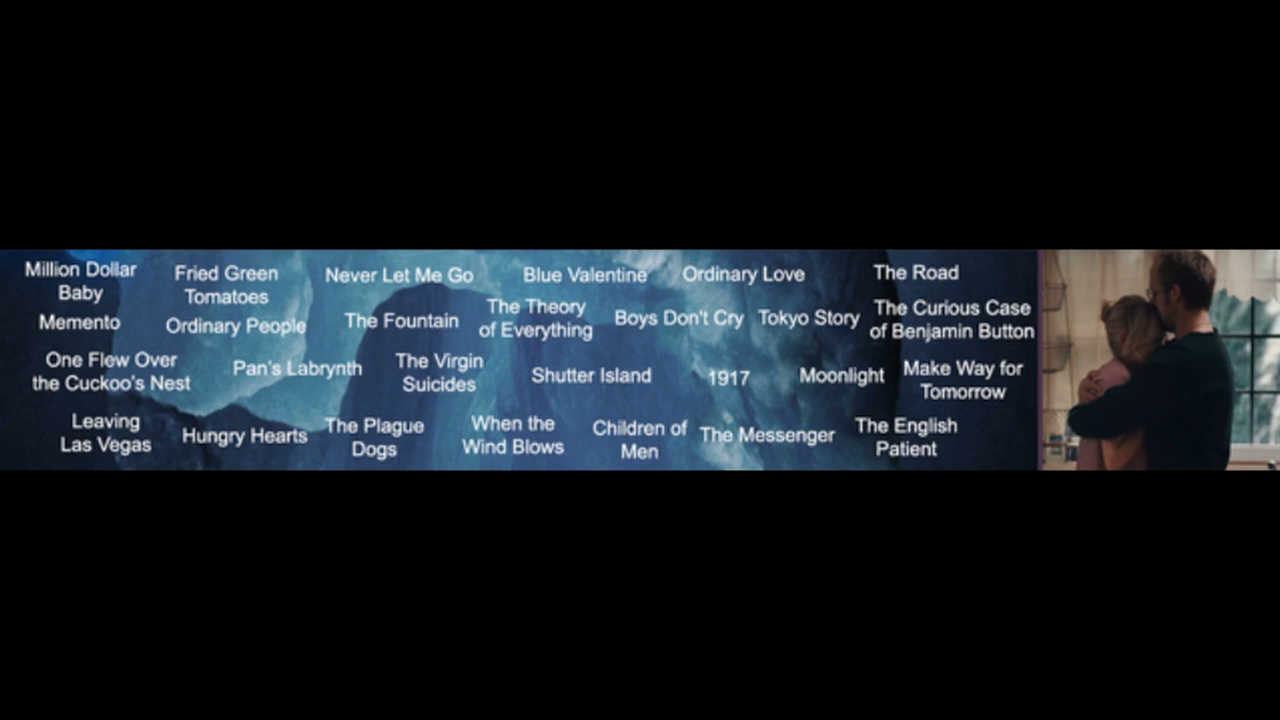 Million Dollar
Baby
Fried Green
Tomatoes
Never Let Me Go
Blue Valentine
Ordinary Love
The Road
Memento
Ordinary People
The Fountain
The Theory
of Everything
Boys Don't Cry
Tokyo Story
The Curious Case
of Benjamin Button
One Flew Over
the Cuckoo's Nest
Pan's Labrynth
The Virgin
Suicides
Shutter Island
1917
Moonlight
Make Way for
Tomorrow
Leaving
Las Vegas
Hungry Hearts
The Plague
Dogs
When the
Wind Blows
Children of
Men
The Messenger
The English
Patient